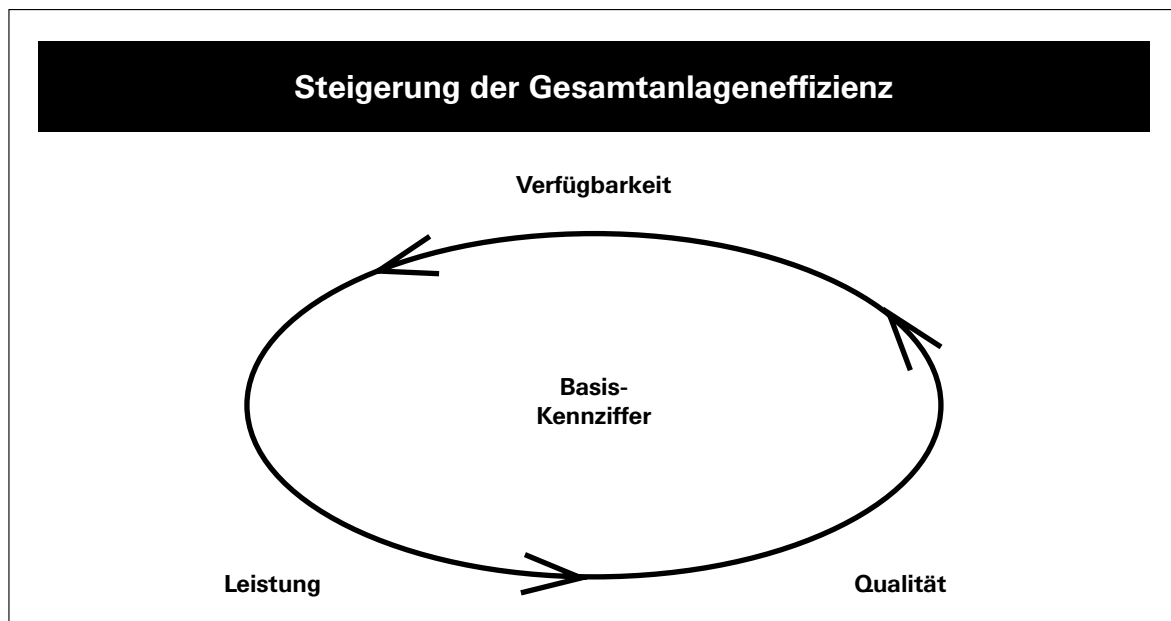 Steigerung der Gesamtanlageneffizienz
Verfügbarkeit
Basis-
Kennziffer
Leistung
Qualität